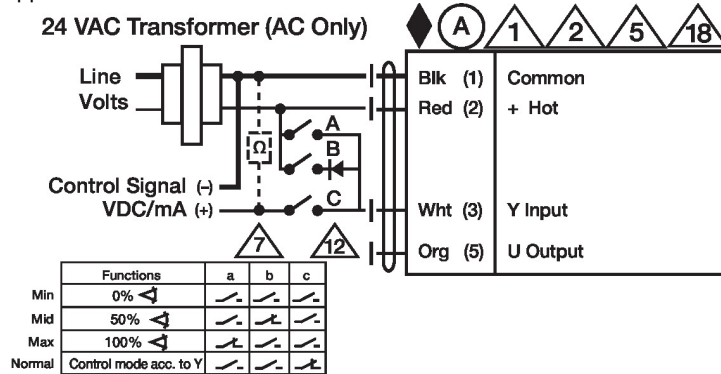 24 VAC Transformer (AC Only)
A 1 2 5 18
Line
Volts
Blk (1) Common
Red (2) + Hot
A
B
Ω
C
Control Signal (-)
VDC/mA (+)
Wht (3) Y Input
7 12
Org (5) U Output
Functions a b c
Min 0%
Mid 50%
Max 100%
Normal Control mode acc. to Y